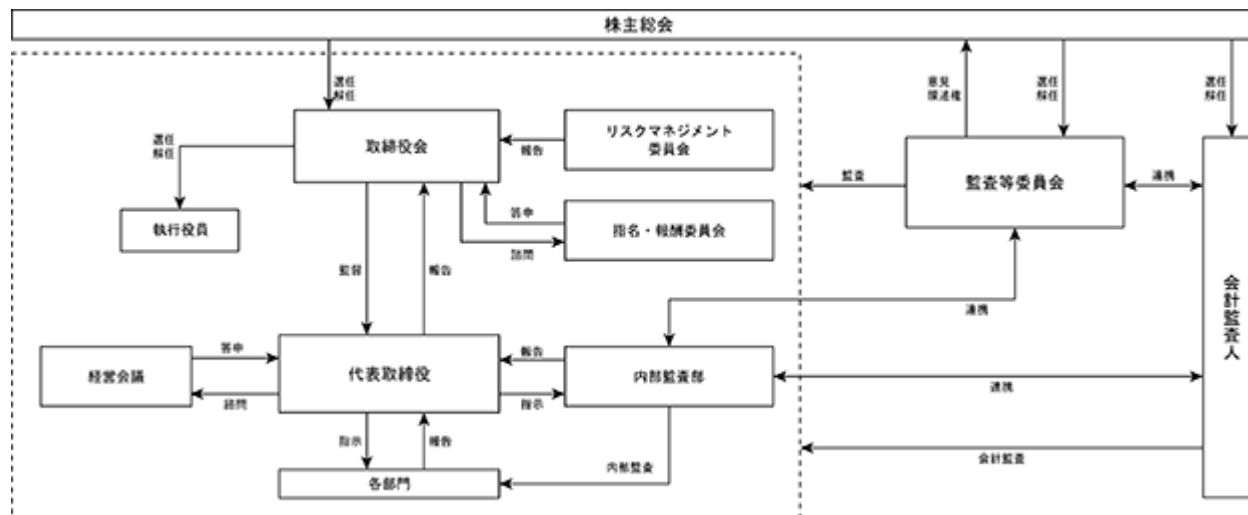 株主総会
選任
解任
意見
陳述権
選任
解任
選任
解任
取締役会
報告
リスクマネジメント
委員会
選任
解任
監査
監査等委員会
連携
執行役員
答申
指名・報酬委員会
諮問
監督
報告
連携
会計監査人
経営会議
答申
諮問
代表取締役
報告
指示
内部監査部
連携
指示
報告
内部監査
会計監査
各部門